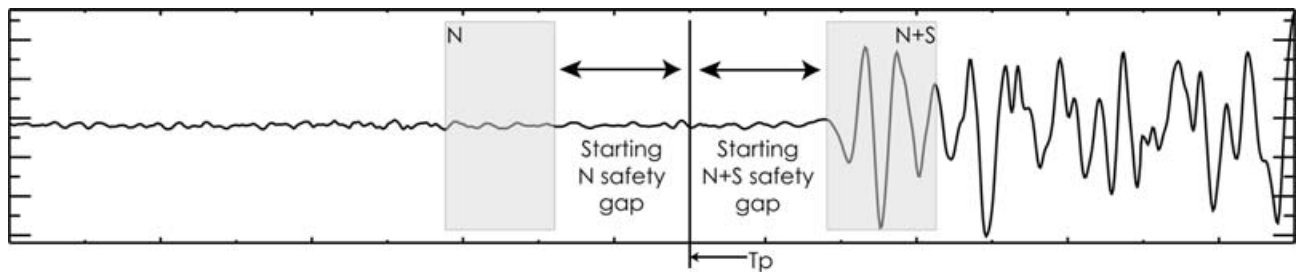 N
N+S
Starting
N safety
gap
Starting
N+S safety
gap
Tp